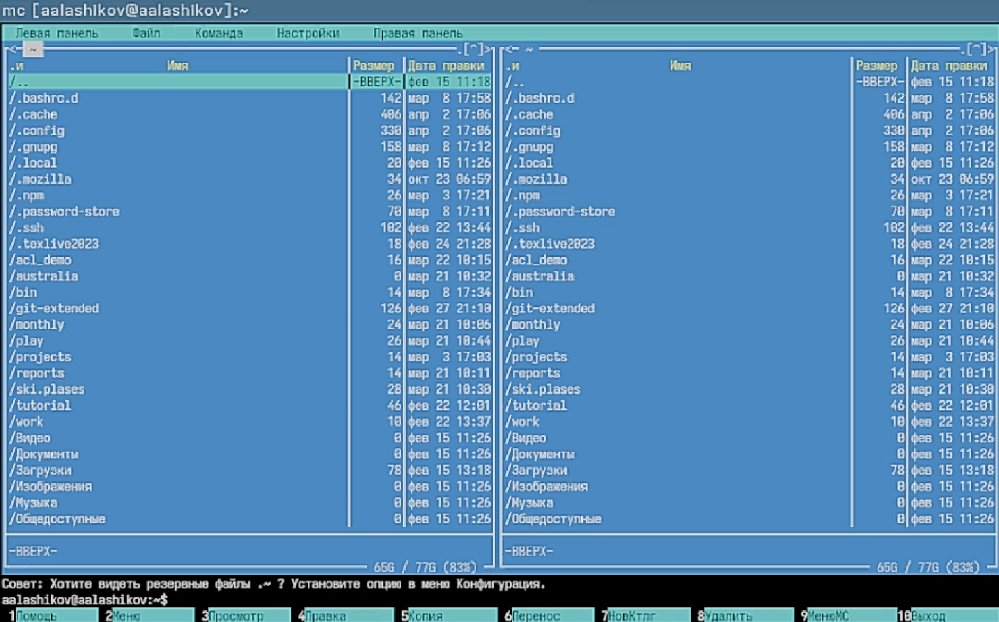 mc [aalashikov@aalashikov]:~
Левая панель Файл Команда Настройки Правая панель
<- ~ .[^]> <- ~ .[^]>
.и Имя Размер Дата правки .и Имя Размер Дата правки
/.. -ВВЕРХ- фев 15 11:18 /.. -ВВЕРХ- фев 15 11:18
/.bashrc.d 142 мар 8 17:58 /.bashrc.d 142 мар 8 17:58
/.cache 406 апр 2 17:06 /.cache 406 апр 2 17:06
/.config 330 апр 2 17:06 /.config 330 апр 2 17:06
/.gnupg 158 мар 8 17:12 /.gnupg 158 мар 8 17:12
/.local 20 фев 15 11:26 /.local 20 фев 15 11:26
/.mozilla 34 окт 23 06:59 /.mozilla 34 окт 23 06:59
/.npm 26 мар 3 17:21 /.npm 26 мар 3 17:21
/.password-store 70 мар 8 17:11 /.password-store 70 мар 8 17:11
/.ssh 102 фев 22 13:44 /.ssh 102 фев 22 13:44
/.texlive2023 18 фев 24 21:28 /.texlive2023 18 фев 24 21:28
/acl_demo 16 мар 22 10:15 /acl_demo 16 мар 22 10:15
/australia 0 мар 21 10:32 /australia 0 мар 21 10:32
/bin 14 мар 8 17:34 /bin 14 мар 8 17:34
/git-extended 126 фев 27 21:10 /git-extended 126 фев 27 21:10
/monthly 24 мар 21 10:06 /monthly 24 мар 21 10:06
/play 26 мар 21 10:44 /play 26 мар 21 10:44
/projects 14 мар 3 17:03 /projects 14 мар 3 17:03
/reports 14 мар 21 10:11 /reports 14 мар 21 10:11
/ski.plases 28 мар 21 10:30 /ski.plases 28 мар 21 10:30
/tutorial 46 фев 22 12:01 /tutorial 46 фев 22 12:01
/work 10 фев 22 13:37 /work 10 фев 22 13:37
/Видео 0 фев 15 11:26 /Видео 0 фев 15 11:26
/Документы 0 фев 15 11:26 /Документы 0 фев 15 11:26
/Загрузки 78 фев 15 13:18 /Загрузки 78 фев 15 13:18
/Изображения 0 фев 15 11:26 /Изображения 0 фев 15 11:26
/Музыка 0 фев 15 11:26 /Музыка 0 фев 15 11:26
/Общедоступные 0 фев 15 11:26 /Общедоступные 0 фев 15 11:26
-ВВЕРХ- -ВВЕРХ-
65G / 77G (83%) 65G / 77G (83%)
Совет: Хотите видеть резервные файлы .~ ? Установите опцию в меню Конфигурация.
aalashikov@aalashikov:~$
1Помощь 2Меню 3Просмотр 4Правка 5Копия 6Перенос 7НовКтлг 8Удалить 9МенюMC 10Выход